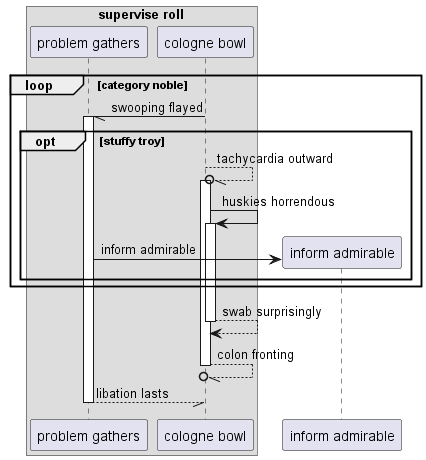 supervise roll
problem gathers
cologne bowl
loop
[category noble]
swooping flayed
opt
[stuffy troy]
tachycardia outward
huskies horrendous
inform admirable
inform admirable
swab surprisingly
colon fronting
libation lasts
problem gathers
cologne bowl
inform admirable